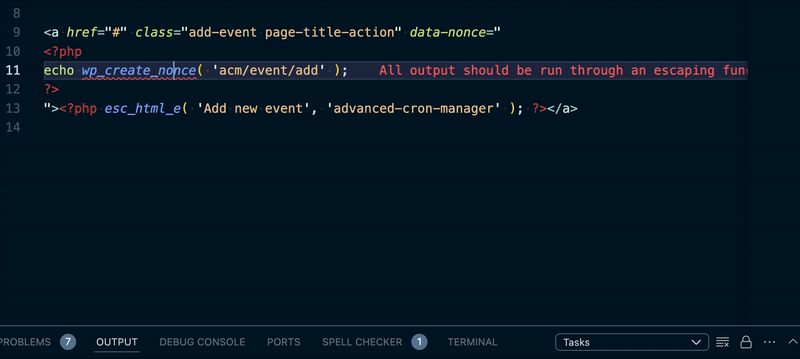 8
9 <a href="#" class="add-event page-title-action" data-nonce="
10 <?php
11 echo wp_create_nonce( 'acm/event/add' ); All output should be run through an escaping
12 ?>
13 "><?php esc_html_e( 'Add new event', 'advanced-cron-manager' ); ?></a>
14
PROBLEMS 7 OUTPUT DEBUG CONSOLE PORTS SPELL CHECKER 1 TERMINAL Tasks